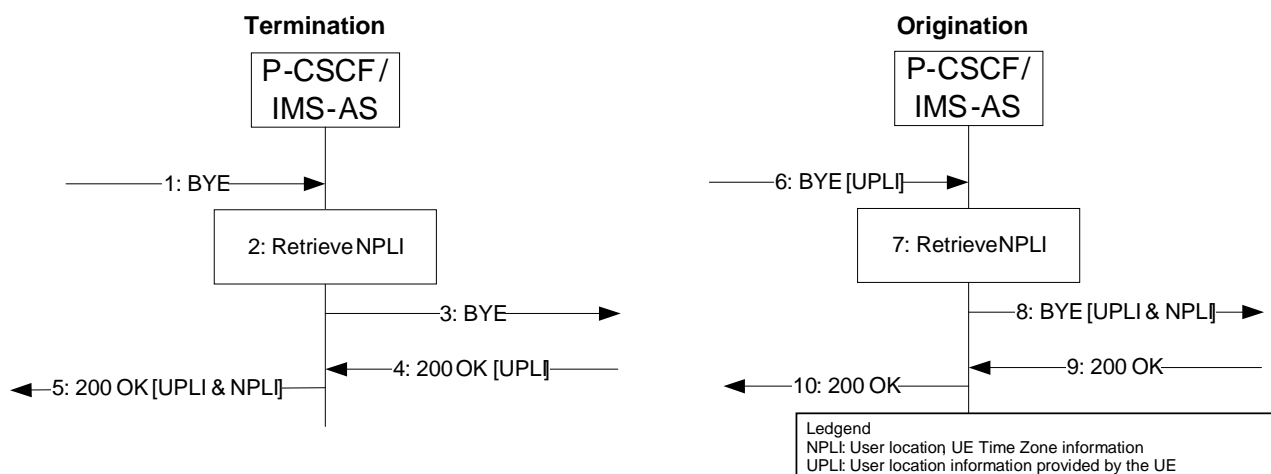 Termination
P-CSCF/
IMS-AS
1: BYE
2: Retrieve NPLI
3: BYE
4: 200 OK [UPLI]
5: 200 OK [UPLI & NPLI]
Origination
P-CSCF/
IMS-AS
6: BYE [UPLI]
7: Retrieve NPLI
8: BYE [UPLI & NPLI]
9: 200 OK
10: 200 OK
Ledgend
NPLI: User location, UE Time Zone information
UPLI: User location information provided by the UE